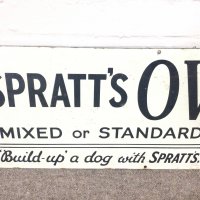 SPRATT'S OV
MIXED or STANDARD
"Build-up" a dog with SPRATTS.